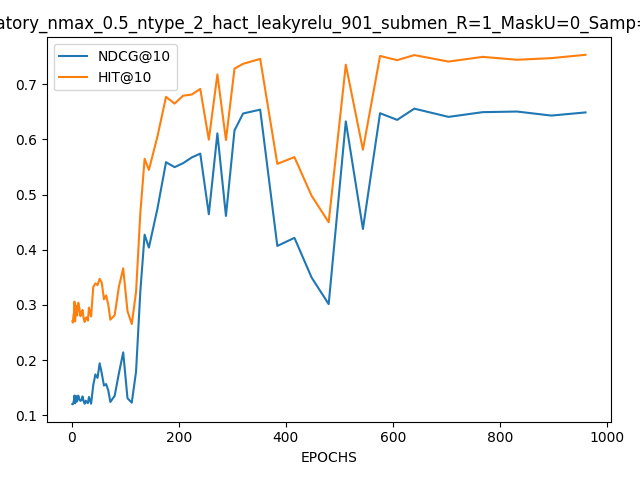 atory_nmax_0.5_ntype_2_hact_leakyrelu_901_submen_R=1_MaskU=0_Samp=
NDCG@10
HIT@10
0.7
0.6
0.5
0.4
0.3
0.2
0.1
0 200 400 600 800 1000
EPOCHS